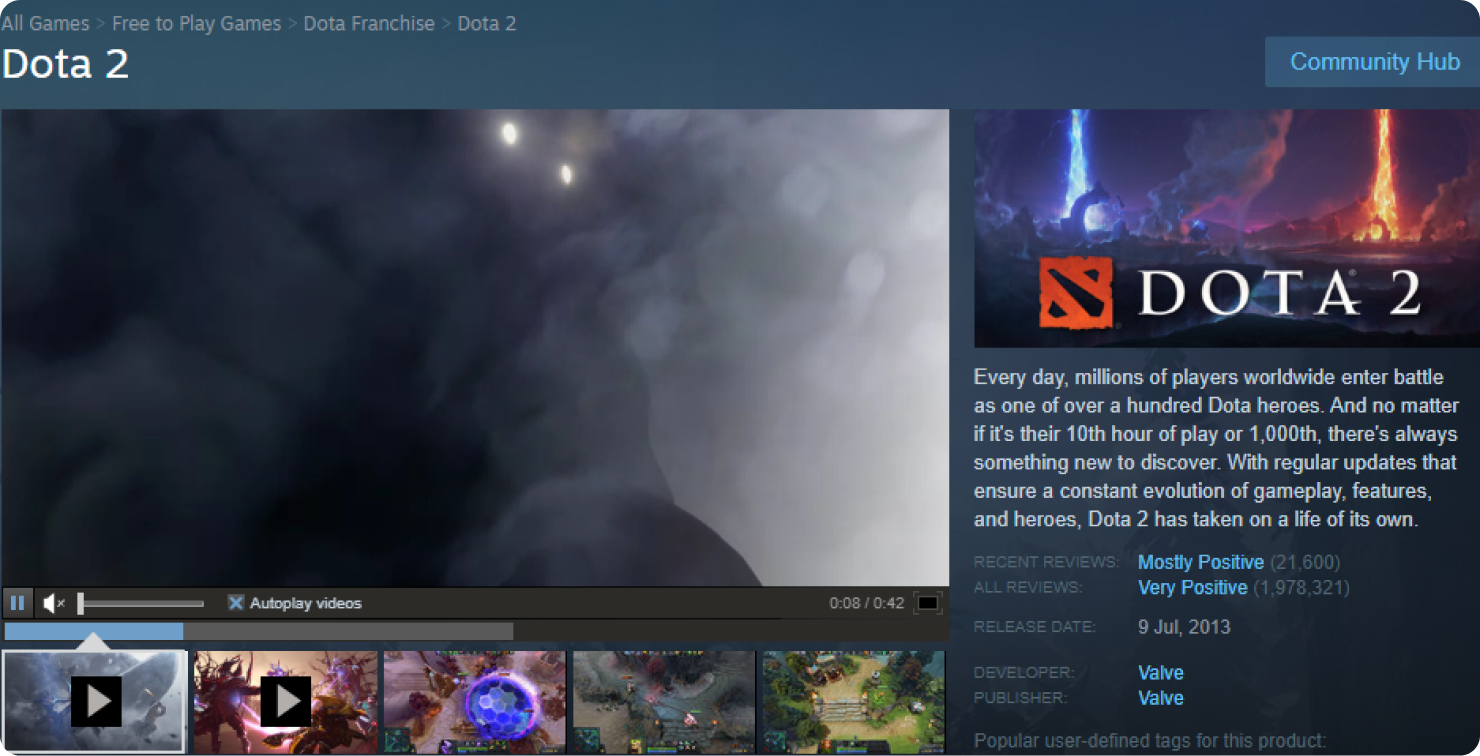 All Games > Free to Play Games > Dota Franchise > Dota 2
Dota 2
Community Hub
DOTA 2
Every day, millions of players worldwide enter battle
as one of over a hundred Dota heroes. And no matter
if it's their 10th hour of play or 1,000th, there's always
something new to discover. With regular updates that
ensure a constant evolution of gameplay, features,
and heroes, Dota 2 has taken on a life of its own.
RECENT REVIEWS: Mostly Positive (21,600)
ALL REVIEWS: Very Positive (1,978,321)
RELEASE DATE: 9 Jul, 2013
DEVELOPER: Valve
PUBLISHER: Valve
Popular user-defined tags for this product:
Autoplay videos
0:08 / 0:42